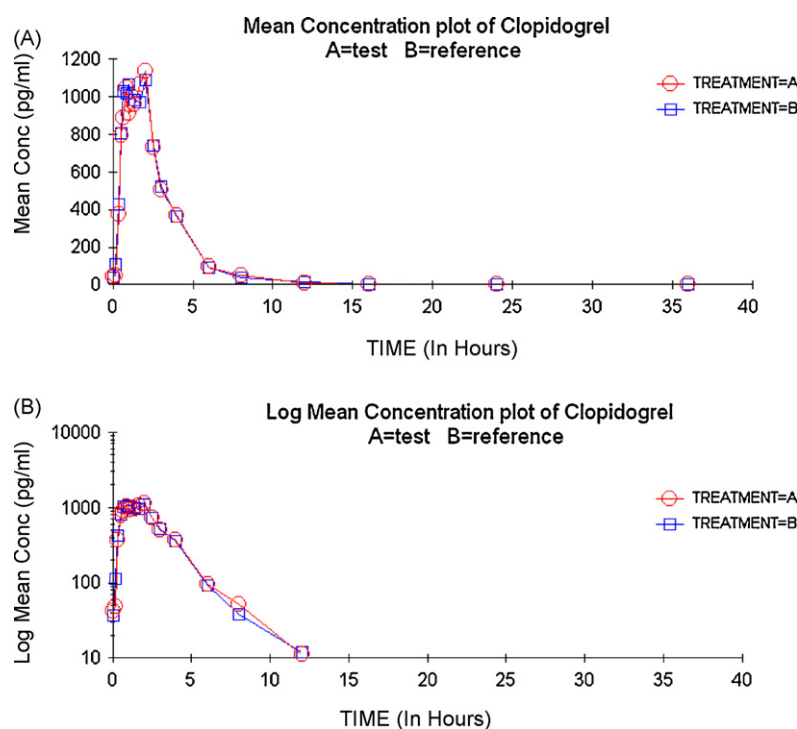 (A)
Mean Concentration plot of Clopidogrel
A=test B=reference
Mean Conc (pg/ml)
1200
1000
800
600
400
200
0
0 5 10 15 20 25 30 35 40
TIME (In Hours)
TREATMENT=A
TREATMENT=B
(B)
Log Mean Concentration plot of Clopidogrel
A=test B=reference
Log Mean Conc (pg/ml)
10000
1000
100
10
0 5 10 15 20 25 30 35 40
TIME (In Hours)
TREATMENT=A
TREATMENT=B